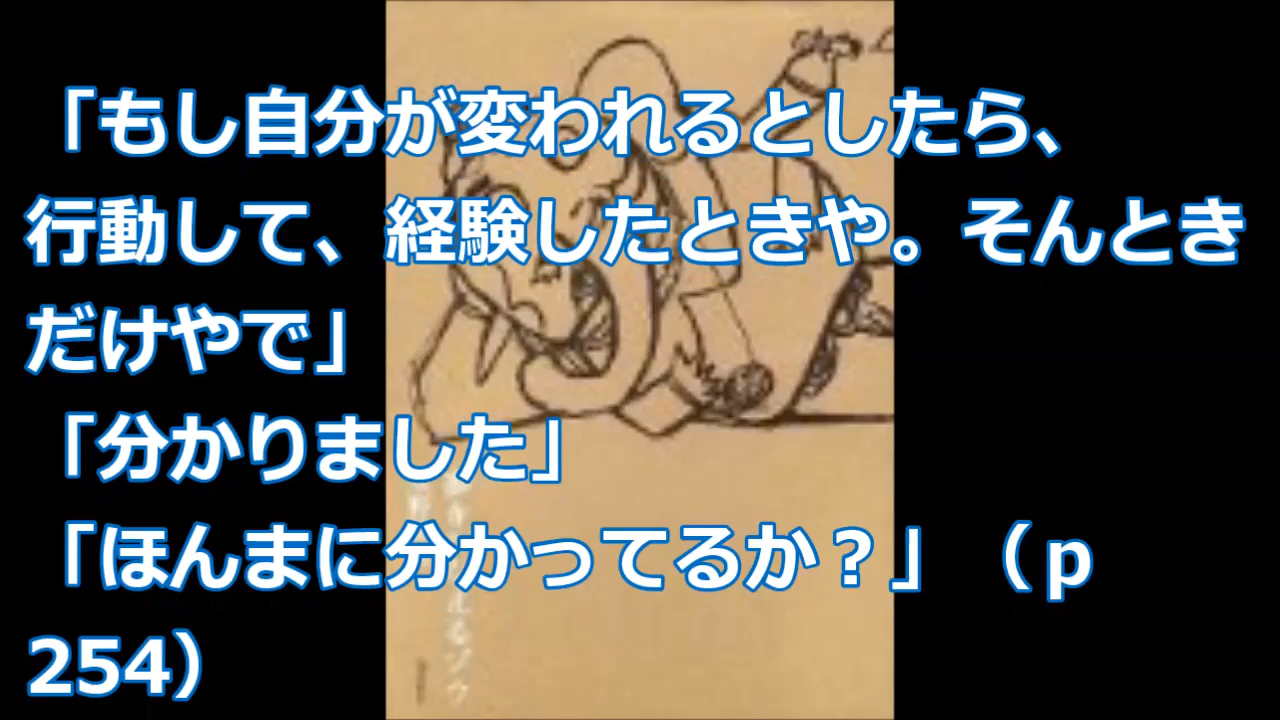 「もし自分が変われるとしたら、
行動して、経験したときや。そんとき
だけやで」
「分かりました」
「ほんまに分かってるか？」（ｐ
254）